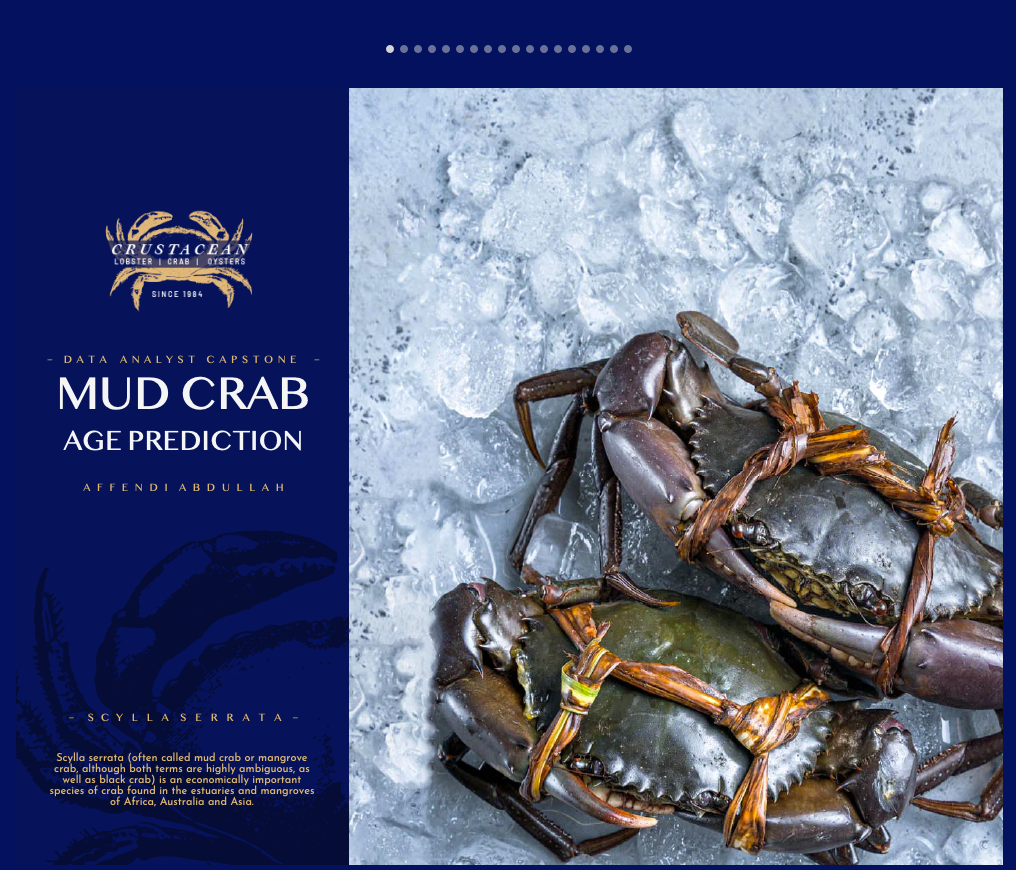 CRUSTACEAN
LOBSTER | CRAB | OYSTERS
SINCE 1984
- DATA ANALYST CAPSTONE -
MUD CRAB
AGE PREDICTION
AFFENDI ABDULLAH
- SCYLLA SERRATA -
Scylla serrata (often called mud crab or mangrove
crab, although both terms are highly ambiguous, as
well as black crab) is an economically important
species of crab found in the estuaries and mangroves
of Africa, Australia and Asia.